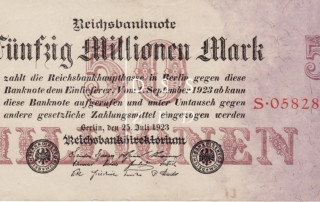 Reichsbanknote
Fünfzig Millionen Mark
zahlt die Reichsbankhauptkasse in Berlin gegen diese
Banknote dem Einlieferer. Vom 1. September 1923 ab kann
diese Banknote aufgerufen und unter Umtausch gegen
andere gesetzliche Zahlungsmittel eingezogen werden
S·05828
Berlin, den 25. Juli 1923
Reichsbankdirektorium
50
MILLIONEN